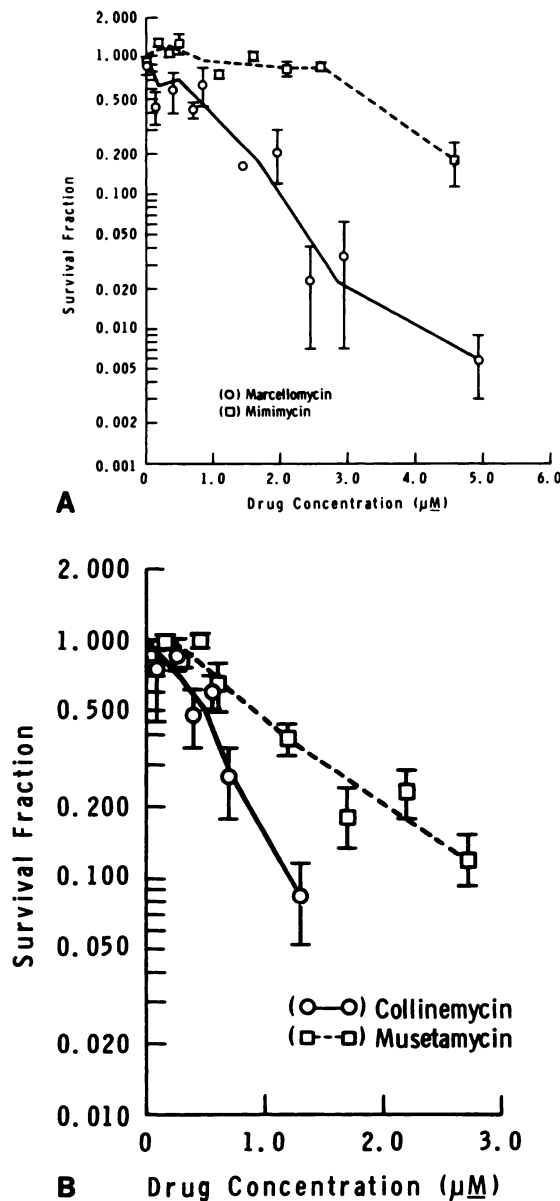 2.000
1.000
0.500
0.200
0.100
0.050
0.020
0.010
0.005
0.002
0.001
Survival Fraction
(○) Marcellomycin
(□) Mimimycin
0 1.0 2.0 3.0 4.0 5.0 6.0
Drug Concentration (μM)
A
2.000
1.000
0.500
0.200
0.100
0.050
0.020
0.010
Survival Fraction
(○—○) Collinemycin
(□--□) Musetamycin
0 1.0 2.0 3.0
Drug Concentration (μM)
B